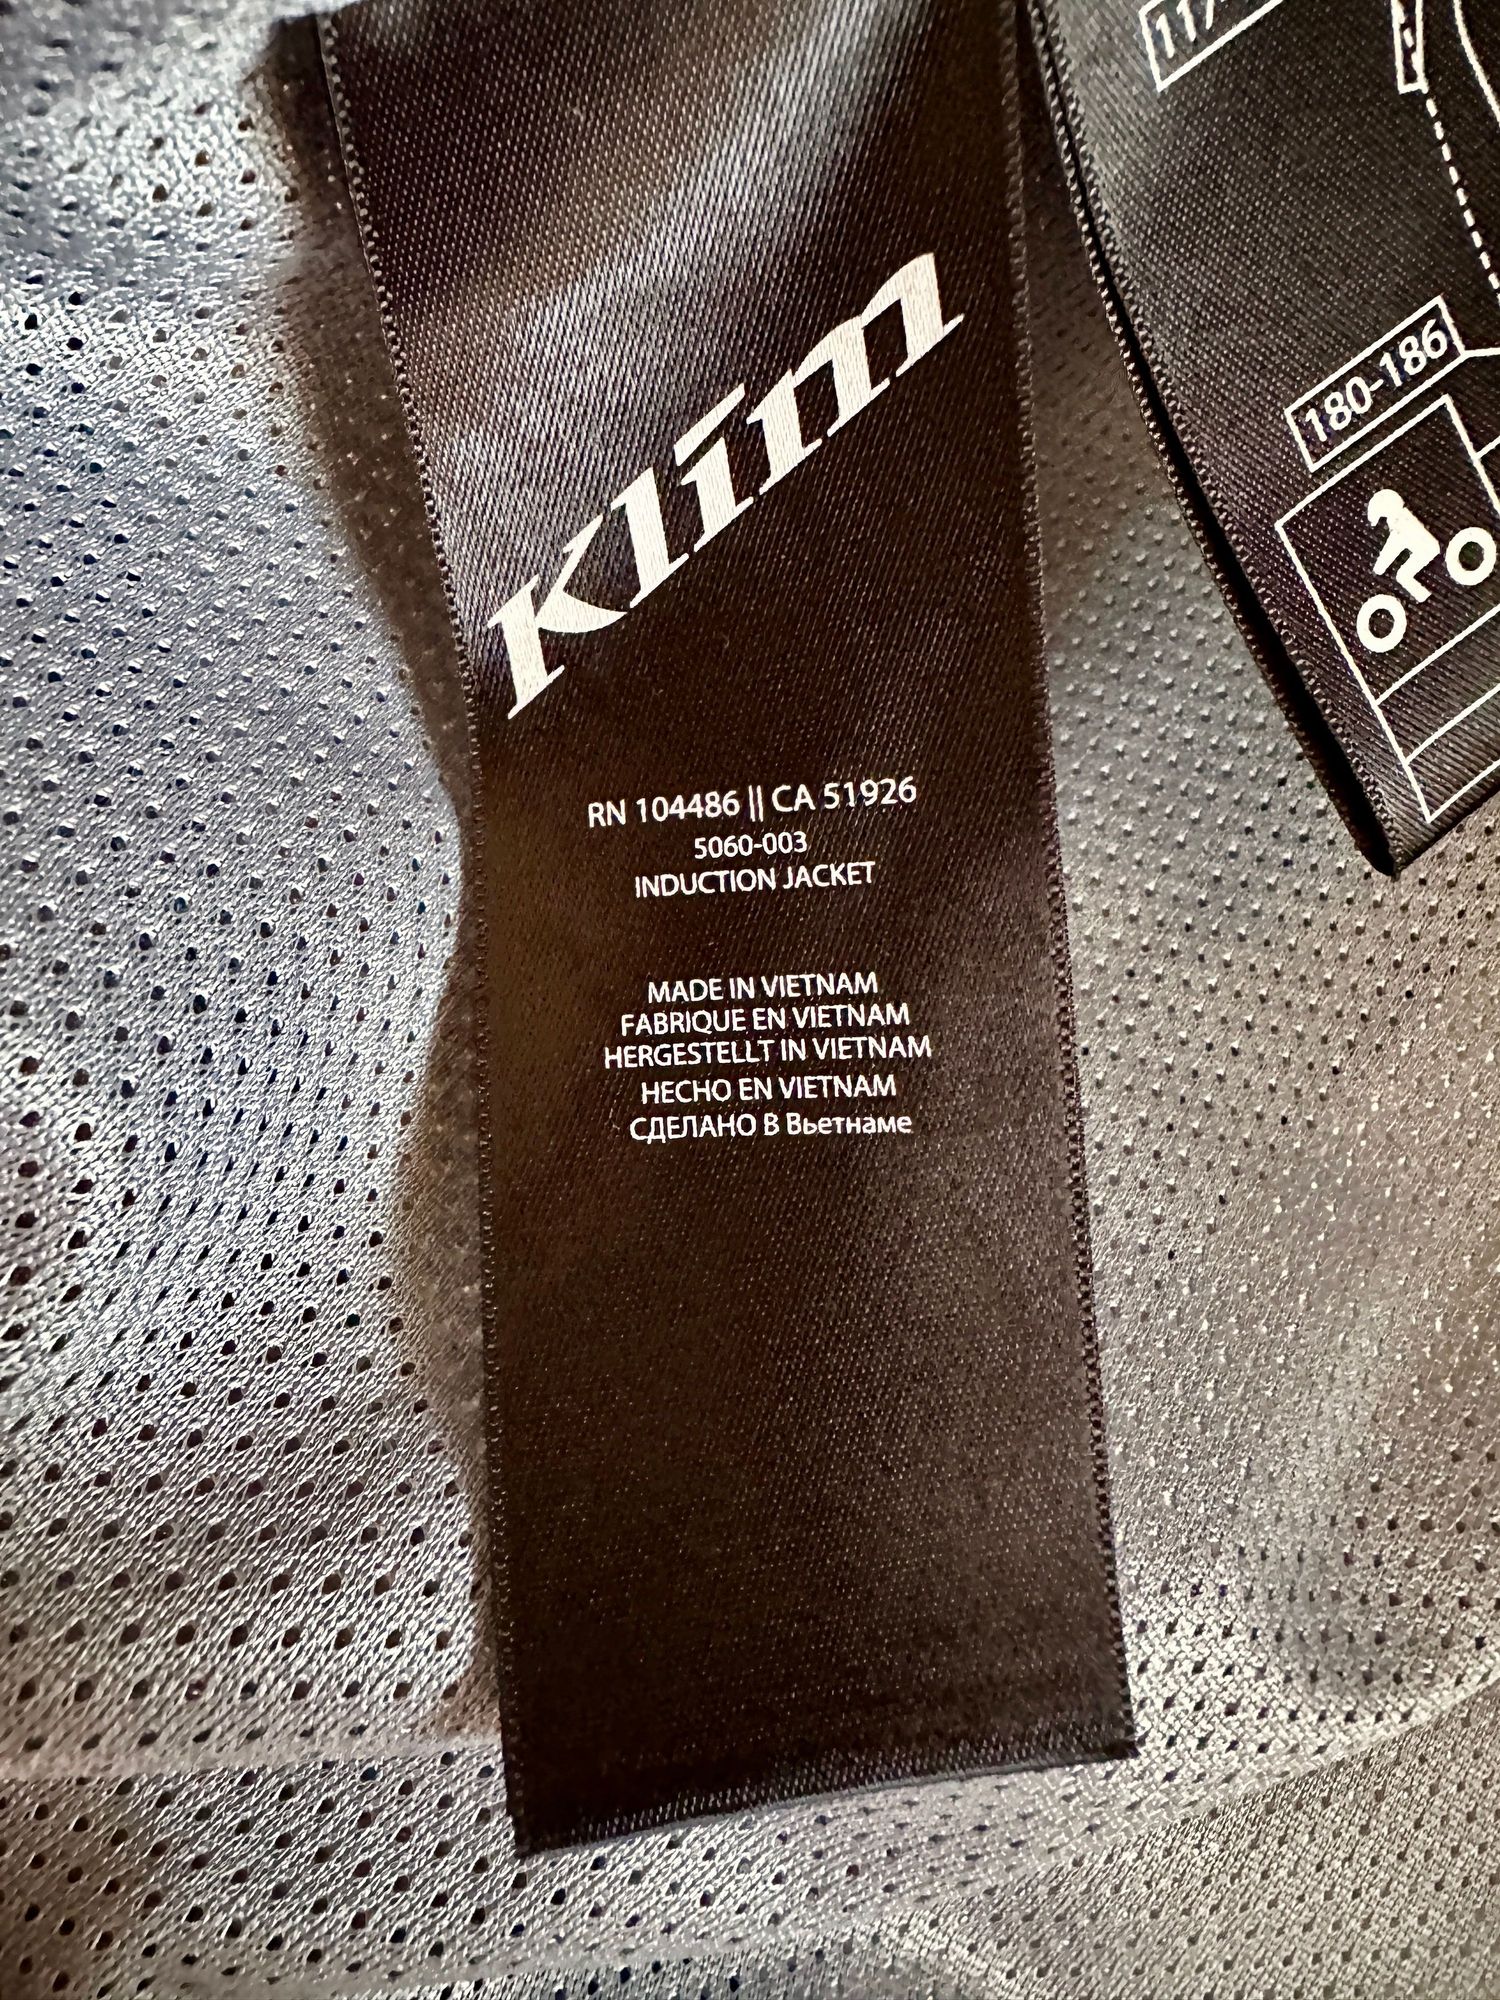 Klim
RN 104486 || CA 51926
5060-003
INDUCTION JACKET
MADE IN VIETNAM
FABRIQUE EN VIETNAM
HERGESTELLT IN VIETNAM
HECHO EN VIETNAM
СДЕЛАНО В Вьетнаме
180-186